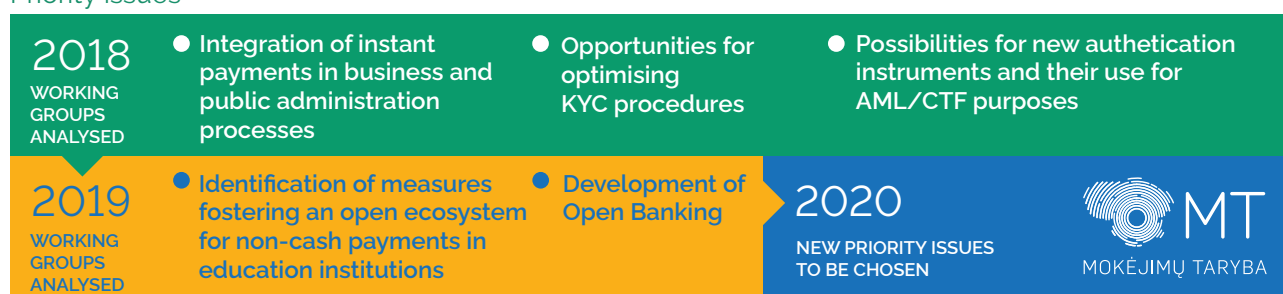 Priority issues
2018
WORKING
GROUPS
ANALYSED
Integration of instant
payments in business and
public administration
processes
Opportunities for
optimising
KYC procedures
Possibilities for new authetication
instruments and their use for
AML/CTF purposes
2019
WORKING
GROUPS
ANALYSED
Identification of measures
fostering an open ecosystem
for non-cash payments in
education institutions
Development of
Open Banking
2020
NEW PRIORITY ISSUES
TO BE CHOSEN
MT
MOKĖJIMŲ TARYBA